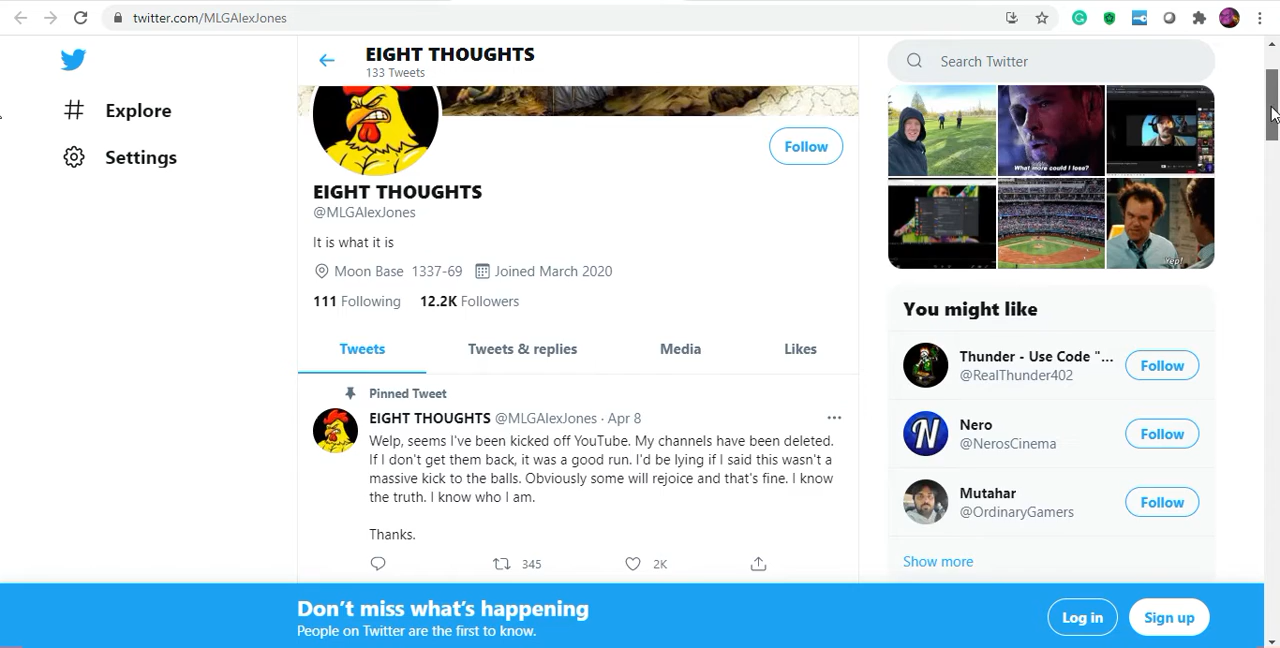 twitter.com/MLGAlexJones
EIGHT THOUGHTS
133 Tweets
Search Twitter
Explore
Settings
Follow
EIGHT THOUGHTS
@MLGAlexJones
It is what it is
Moon Base 1337-69 Joined March 2020
111 Following 12.2K Followers
Tweets Tweets & replies Media Likes
Pinned Tweet
EIGHT THOUGHTS @MLGAlexJones · Apr 8
Welp, seems I've been kicked off YouTube. My channels have been deleted.
If I don't get them back, it was a good run. I'd be lying if I said this wasn't a
massive kick to the balls. Obviously some will rejoice and that's fine. I know
the truth. I know who I am.
Thanks.
345 2K
What more could I lose?
You might like
Thunder - Use Code "...
@RealThunder402
Follow
Nero
@NerosCinema
Follow
Mutahar
@OrdinaryGamers
Follow
Show more
Don't miss what's happening
People on Twitter are the first to know.
Log in
Sign up